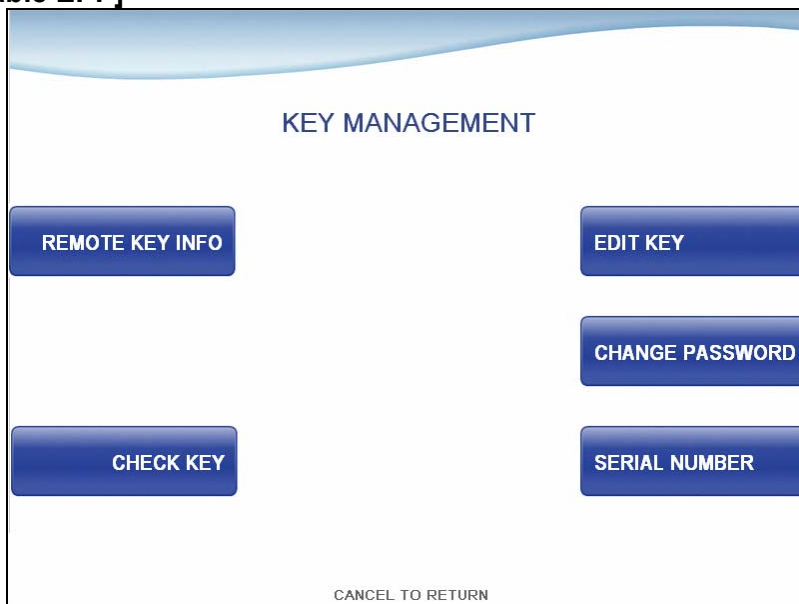 KEY MANAGEMENT
REMOTE KEY INFO
EDIT KEY
CHANGE PASSWORD
CHECK KEY
SERIAL NUMBER
CANCEL TO RETURN